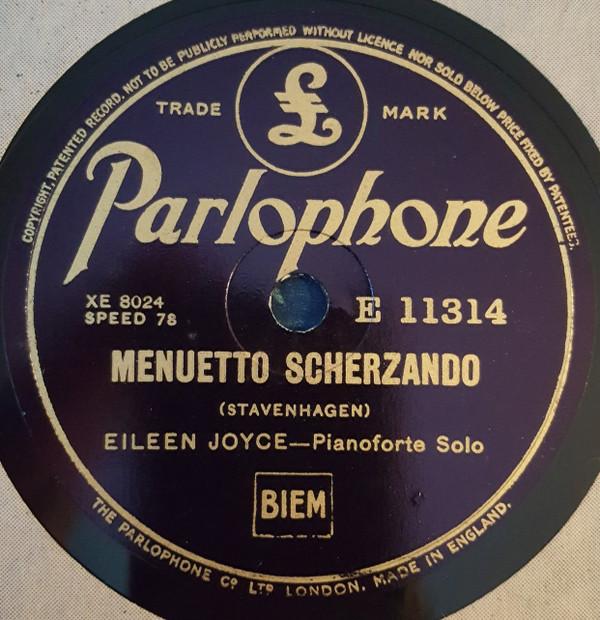 COPYRIGHT, PATENTED RECORD, NOT TO BE PUBLICLY PERFORMED WITHOUT LICENCE NOR SOLD BELOW PRICE FIXED BY PATENTEES.
TRADE £ MARK
Parlophone
XE 8024
SPEED 78
E 11314
MENUETTO SCHERZANDO
(STAVENHAGEN)
EILEEN JOYCE—Pianoforte Solo
BIEM
THE PARLOPHONE Cº LTD LONDON. MADE IN ENGLAND.